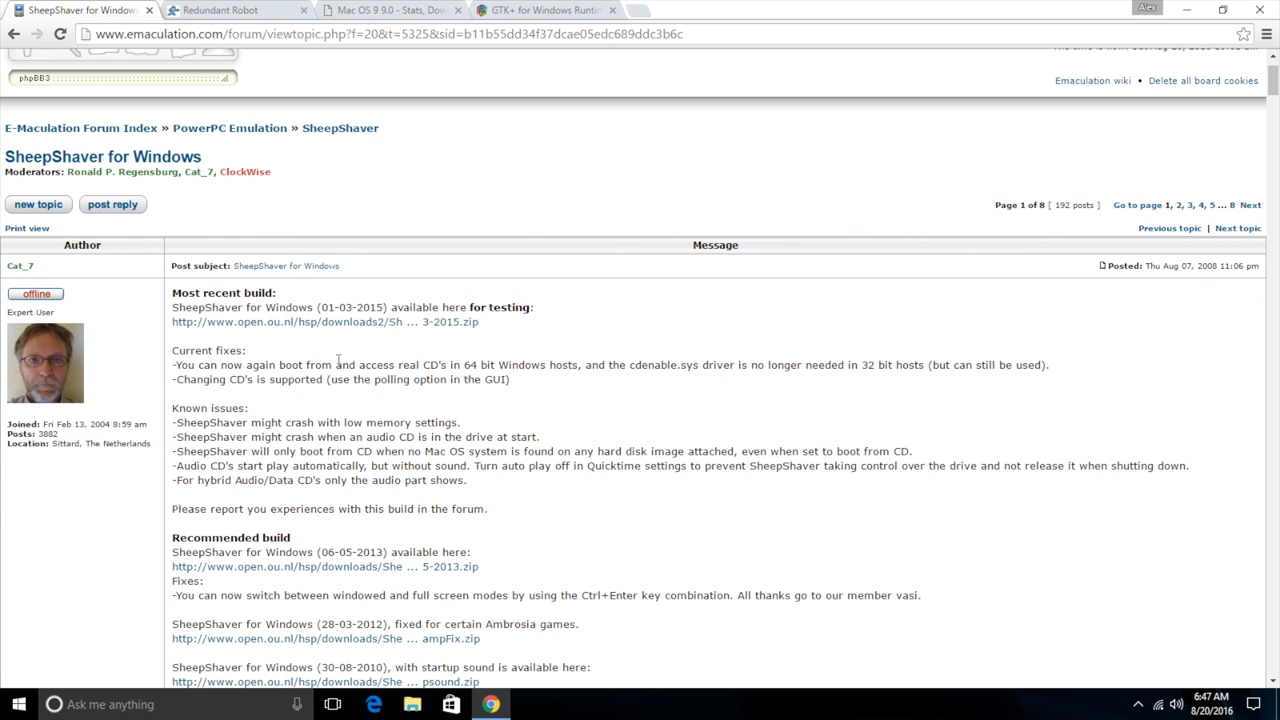 SheepShaver for Windows
Redundant Robot
Mac OS 9 9.0 - Stats, Do
GTK+ for Windows Runtin
Alex
www.emaculation.com/forum/viewtopic.php?f=20&t=5325&sid=b11b55dd34f37dcae05edc689ddc3b6c
phpBB3
Emaculation wiki • Delete all board cookies
E-Maculation Forum Index » PowerPC Emulation » SheepShaver
SheepShaver for Windows
Moderators: Ronald P. Regensburg, Cat_7, ClockWise
new topic post reply
Page 1 of 8 [ 192 posts ] Go to page 1, 2, 3, 4, 5 ... 8 Next
Print view
Previous topic | Next topic
Author Message
Cat_7
Post subject: SheepShaver for Windows
Posted: Thu Aug 07, 2008 11:06 pm
offline
Expert User
Joined: Fri Feb 13, 2004 8:59 am
Posts: 3882
Location: Sittard, The Netherlands
Most recent build:
SheepShaver for Windows (01-03-2015) available here for testing:
http://www.open.ou.nl/hsp/downloads2/Sh ... 3-2015.zip
Current fixes:
-You can now again boot from and access real CD's in 64 bit Windows hosts, and the cdenable.sys driver is no longer needed in 32 bit hosts (but can still be used).
-Changing CD's is supported (use the polling option in the GUI)
Known issues:
-SheepShaver might crash with low memory settings.
-SheepShaver might crash when an audio CD is in the drive at start.
-SheepShaver will only boot from CD when no Mac OS system is found on any hard disk image attached, even when set to boot from CD.
-Audio CD's start play automatically, but without sound. Turn auto play off in Quicktime settings to prevent SheepShaver taking control over the drive and not release it when shutting down.
-For hybrid Audio/Data CD's only the audio part shows.
Please report you experiences with this build in the forum.
Recommended build
SheepShaver for Windows (06-05-2013) available here:
http://www.open.ou.nl/hsp/downloads/She ... 5-2013.zip
Fixes:
-You can now switch between windowed and full screen modes by using the Ctrl+Enter key combination. All thanks go to our member vasi.
SheepShaver for Windows (28-03-2012), fixed for certain Ambrosia games.
http://www.open.ou.nl/hsp/downloads/She ... ampFix.zip
SheepShaver for Windows (30-08-2010), with startup sound is available here:
http://www.open.ou.nl/hsp/downloads/She ... psound.zip
Ask me anything
6:47 AM
8/20/2016